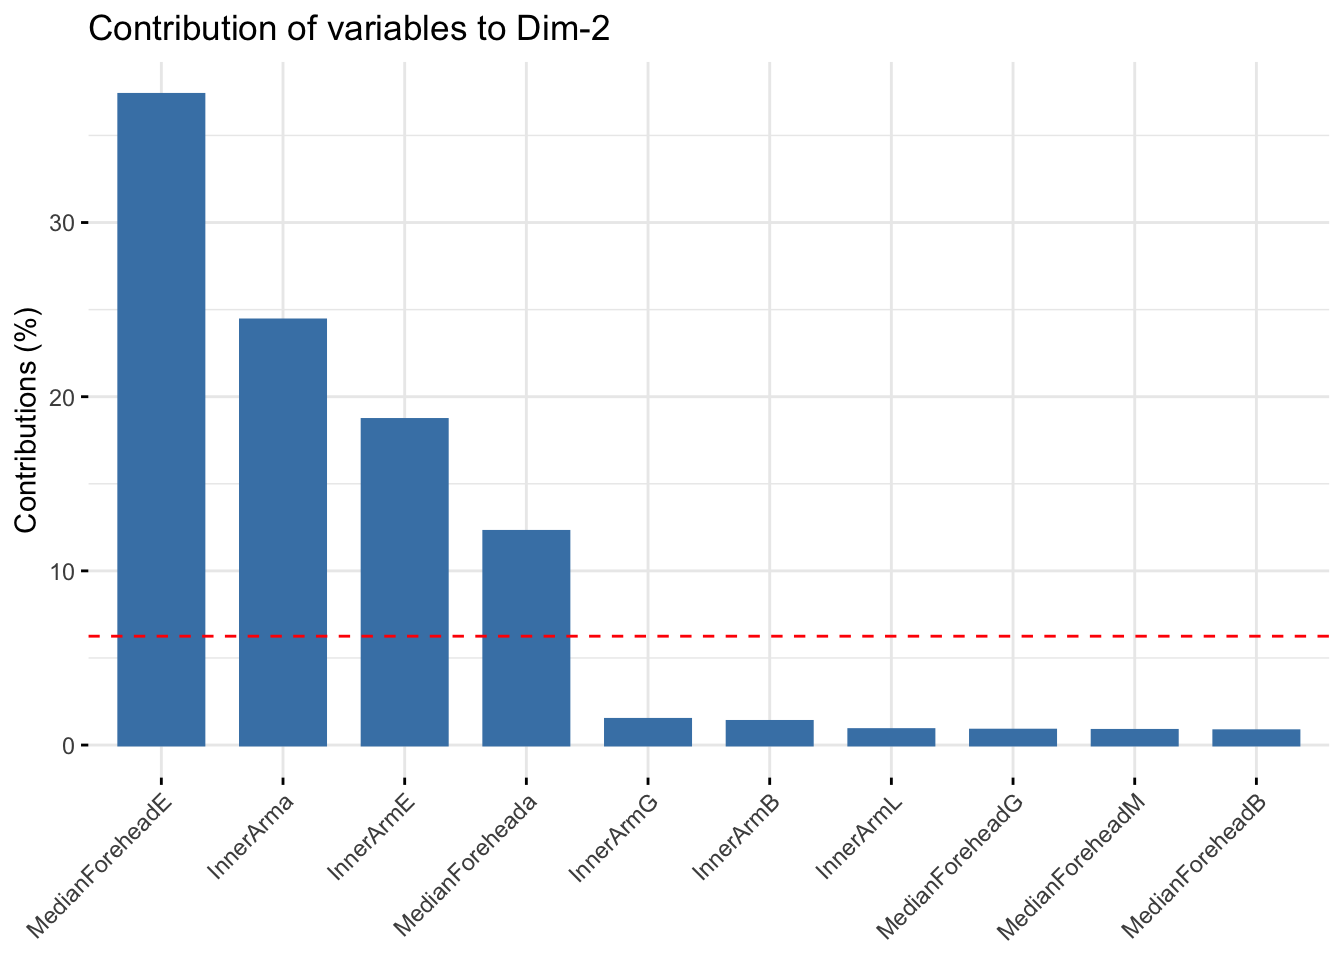 Contribution of variables to Dim-2
Contributions (%)
30
20
10
0
MedianForeheadE
InnerArma
InnerArmE
MedianForeheada
InnerArmG
InnerArmB
InnerArmL
MedianForeheadG
MedianForeheadM
MedianForeheadB